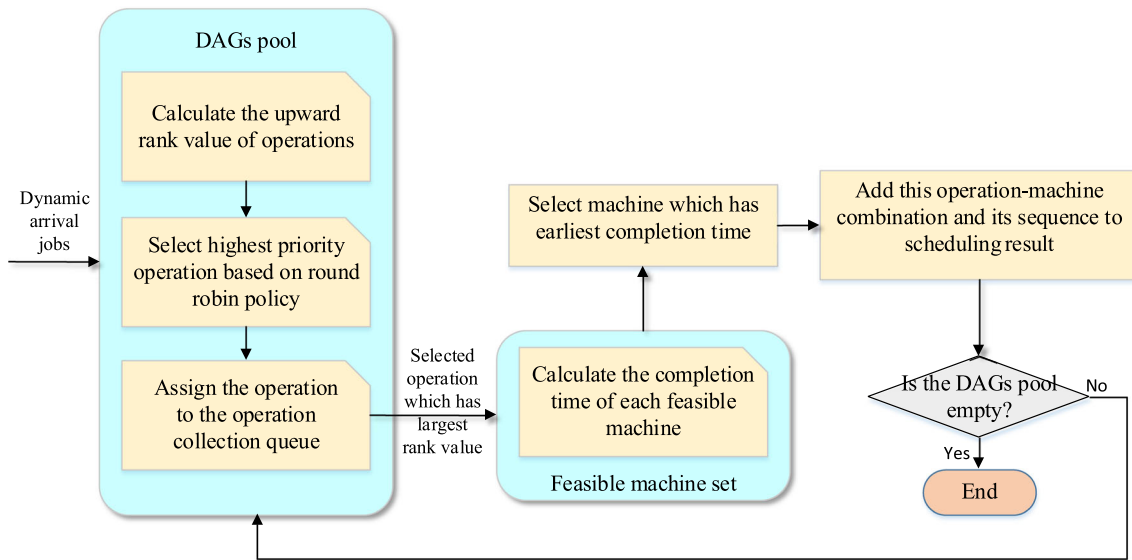 DAGs pool
Calculate the upward
rank value of operations
Dynamic
arrival
jobs
Select highest priority
operation based on round
robin policy
Assign the operation
to the operation
collection queue
Selected
operation
which has
largest
rank value
Calculate the completion
time of each feasible
machine
Feasible machine set
Select machine which has
earliest completion time
Add this operation-machine
combination and its sequence to
scheduling result
Is the DAGs pool
empty?
No
Yes
End